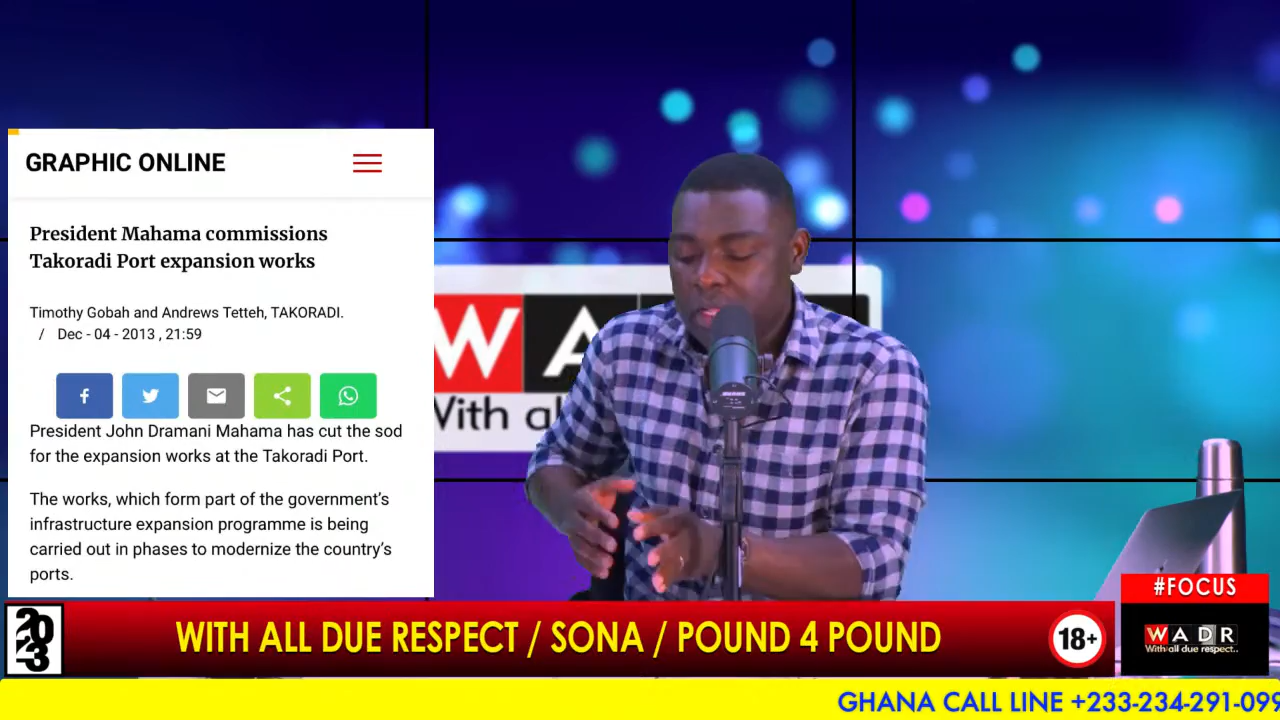 GRAPHIC ONLINE
President Mahama commissions
Takoradi Port expansion works
Timothy Gobah and Andrews Tetteh, TAKORADI.
/ Dec - 04 - 2013 , 21:59
President John Dramani Mahama has cut the sod
for the expansion works at the Takoradi Port.
The works, which form part of the government's
infrastructure expansion programme is being
carried out in phases to modernize the country's
ports.
W A
With al
2023
WITH ALL DUE RESPECT / SONA / POUND 4 POUND
18+
#FOCUS
WADR
With all due respect..
GHANA CALL LINE +233-234-291-099